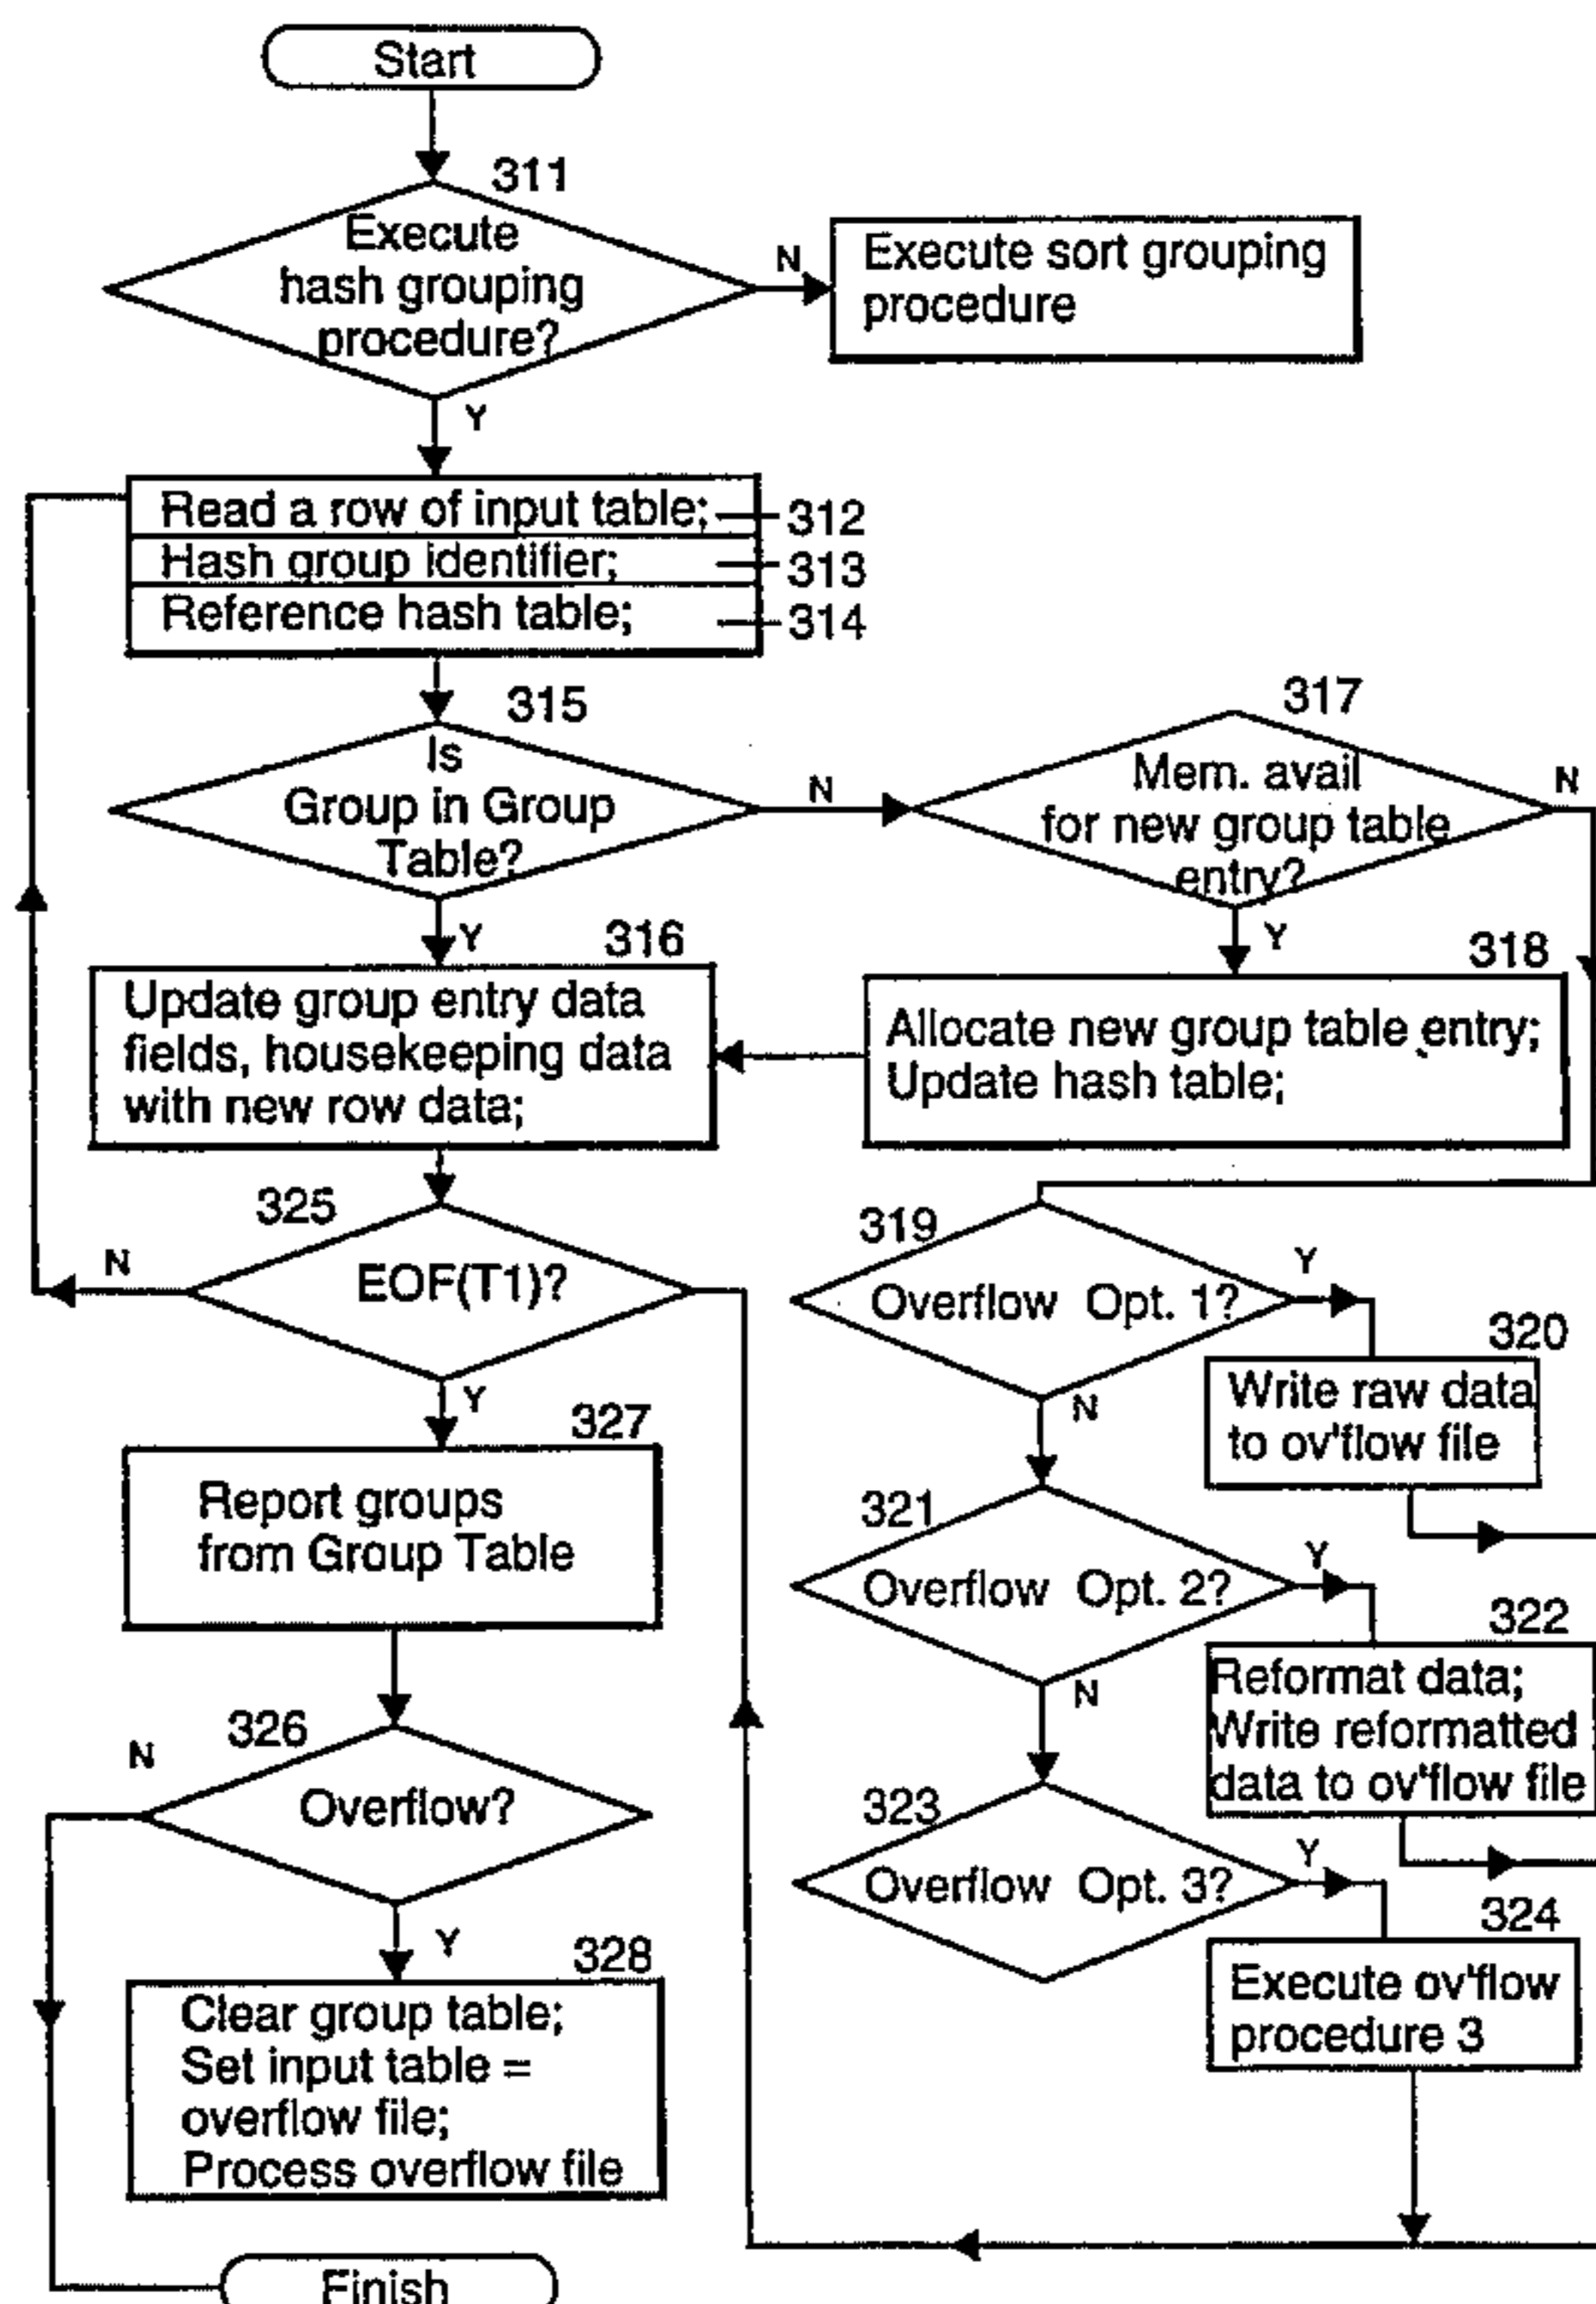 Start
311
Execute
hash grouping
procedure?
N
Execute sort grouping
procedure
Y
Read a row of input table;
312
Hash group identifier;
313
Reference hash table;
314
315
Is
Group in Group
Table?
N
317
Mem. avail
for new group table
entry?
N
Y
316
Update group entry data
fields, housekeeping data
with new row data;
Y
318
Allocate new group table entry;
Update hash table;
325
EOF(T1)?
N
319
Overflow Opt. 1?
Y
320
Write raw data
to ov'flow file
Y
327
Report groups
from Group Table
N
321
Overflow Opt. 2?
Y
322
Reformat data;
Write reformatted
data to ov'flow file
326
N
Overflow?
N
323
Overflow Opt. 3?
Y
324
Execute ov'flow
procedure 3
Y
328
Clear group table;
Set input table =
overflow file;
Process overflow file
Finish